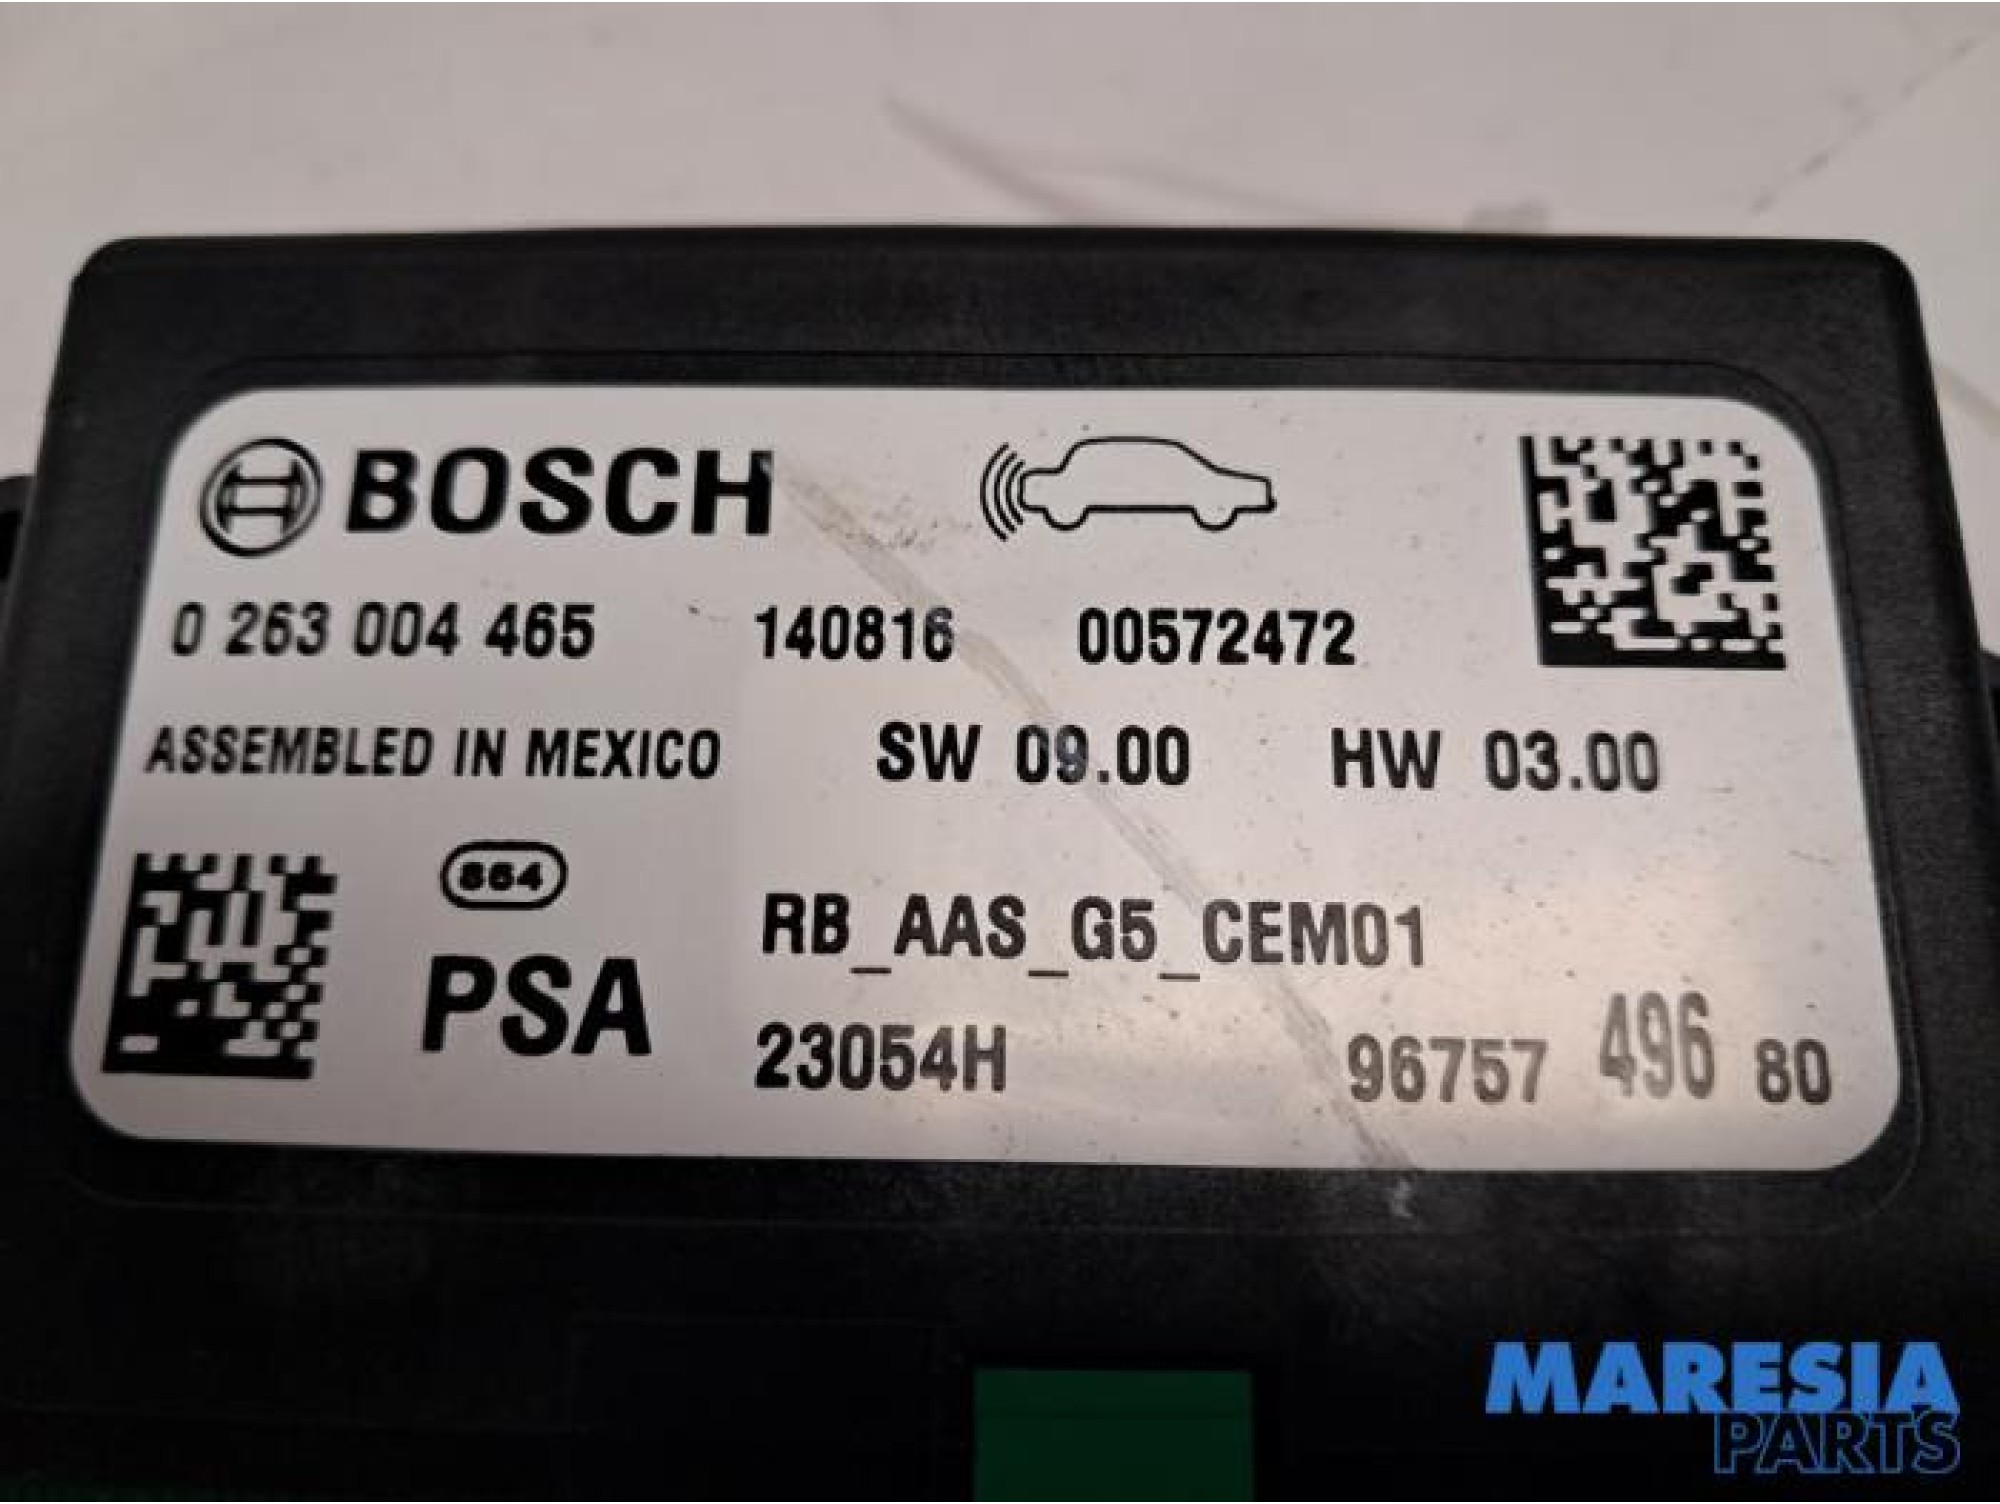 BOSCH
0 263 004 465 140816 00572472
ASSEMBLED IN MEXICO SW 09.00 HW 03.00
864
PSA
RB_AAS_G5_CEM01
23054H 96757 496 80
MARESIA
PARTS